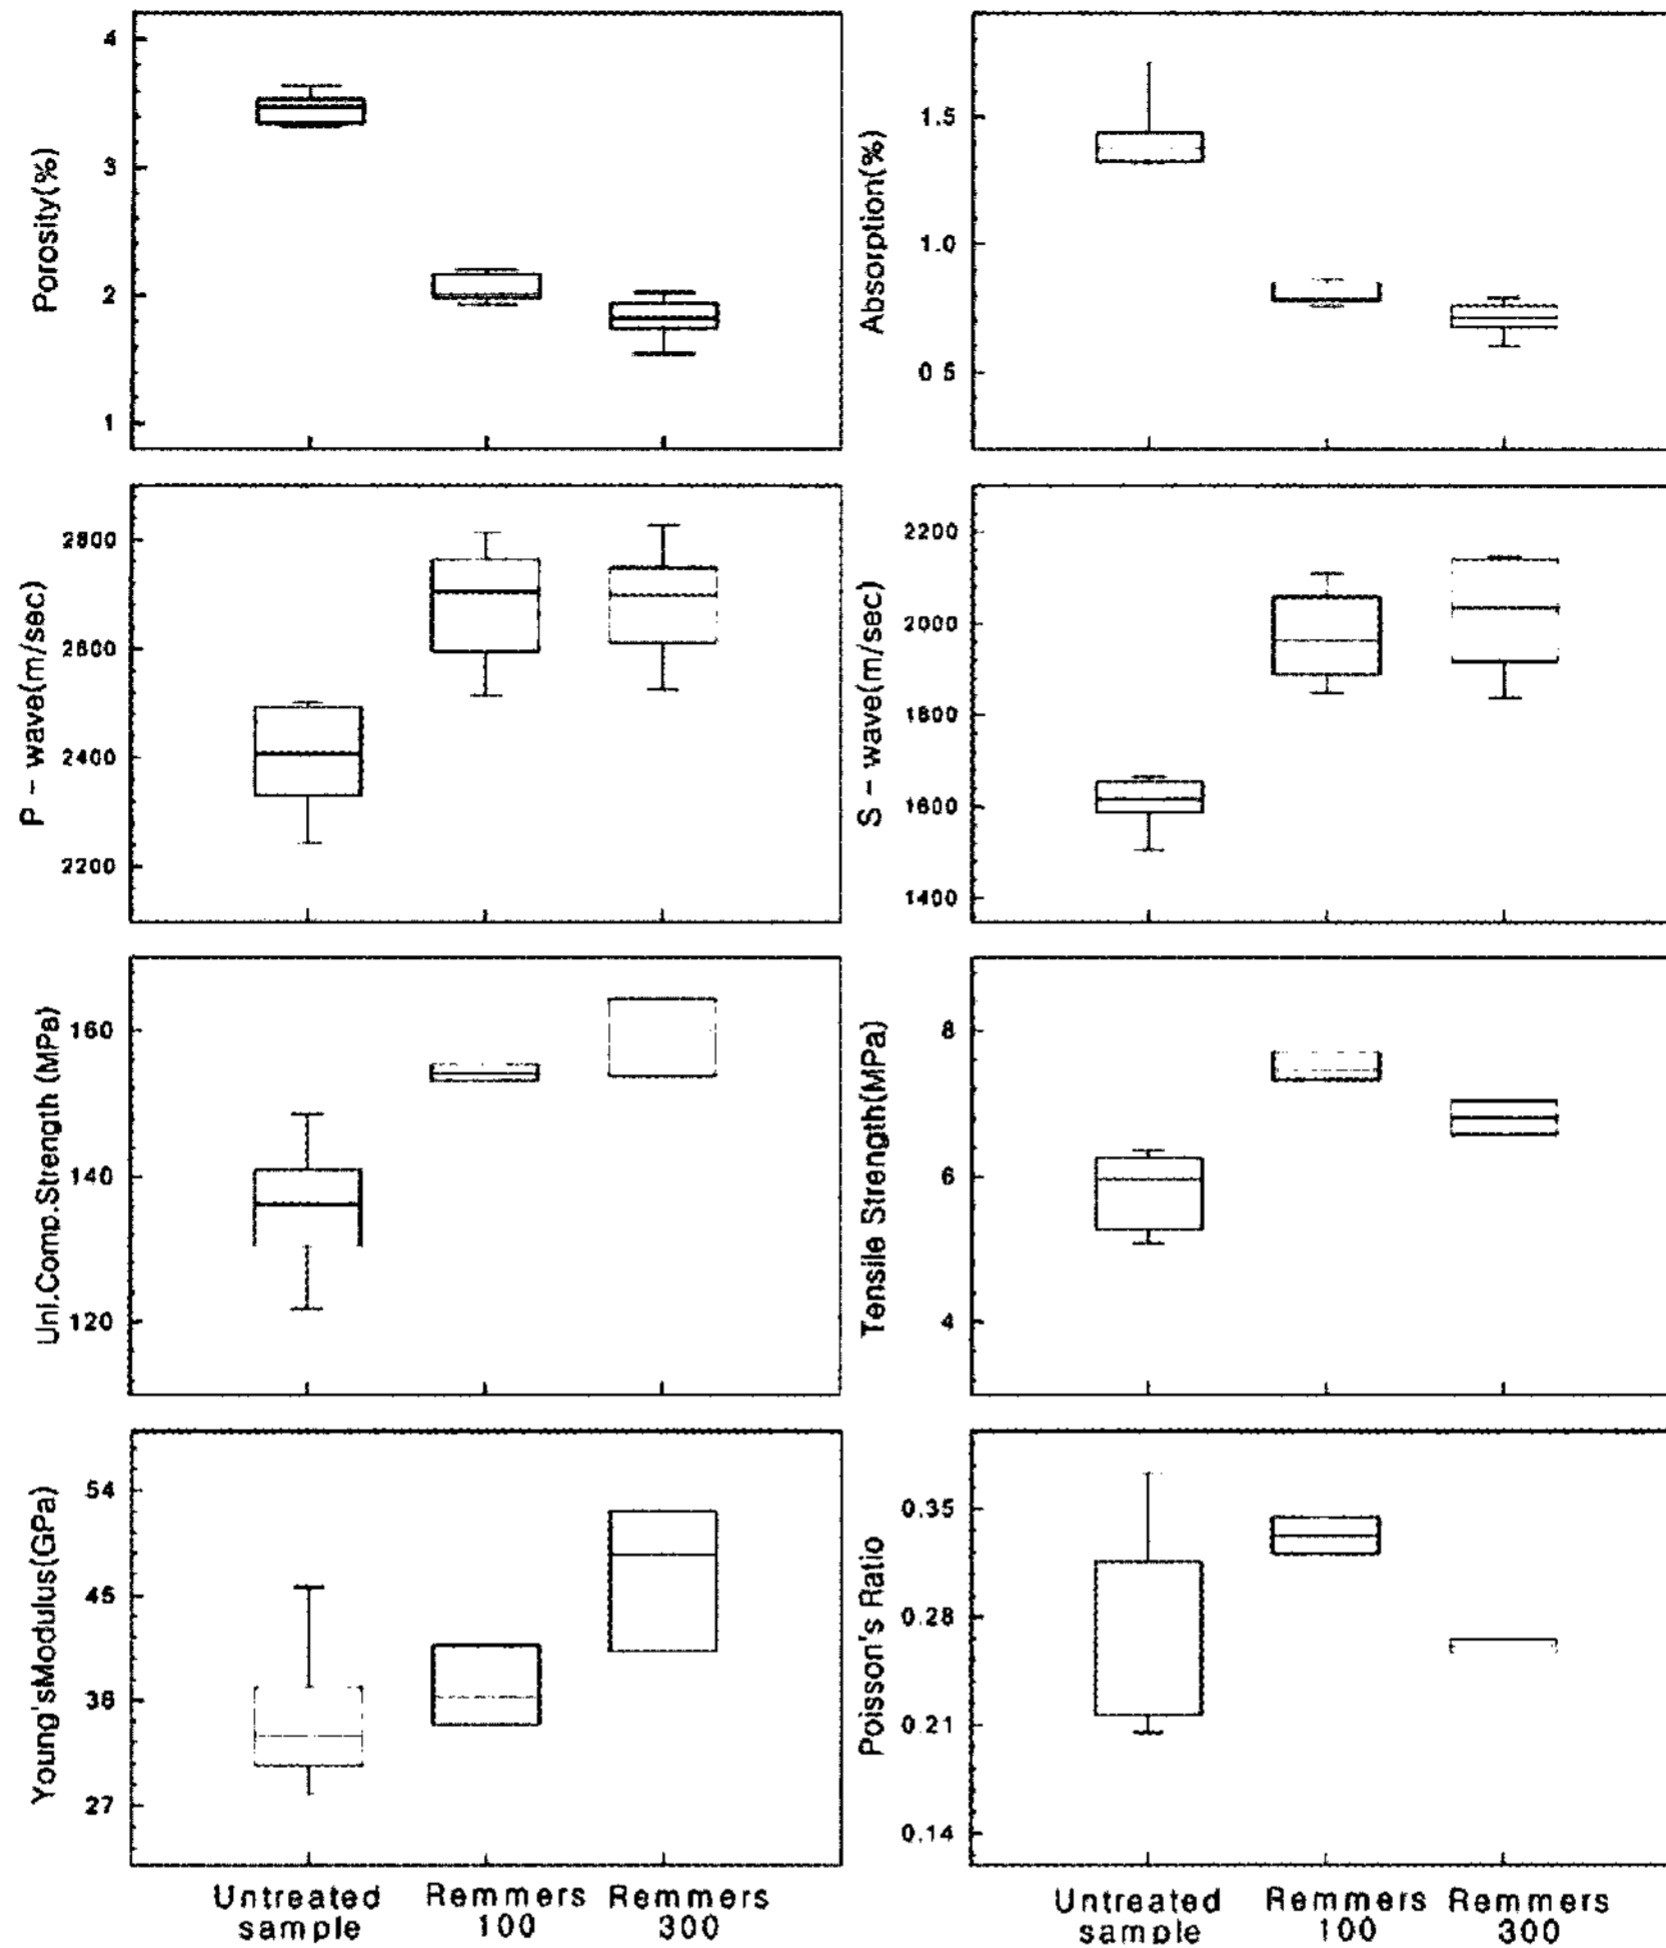 Porosity(%)
4
3
2
1
Absorption(%)
1.5
1.0
0 5
P - wave(m/sec)
2800
2600
2400
2200
S - wave(m/sec)
2200
2000
1800
1600
1400
Uni.Comp.Strength (MPa)
160
140
120
Tensile Strength(MPa)
8
6
4
Young'sModulus(GPa)
54
45
36
27
Poisson's Ratio
0.35
0.28
0.21
0.14
Untreated
sample
Remmers
100
Remmers
300
Untreated
sample
Remmers
100
Remmers
300